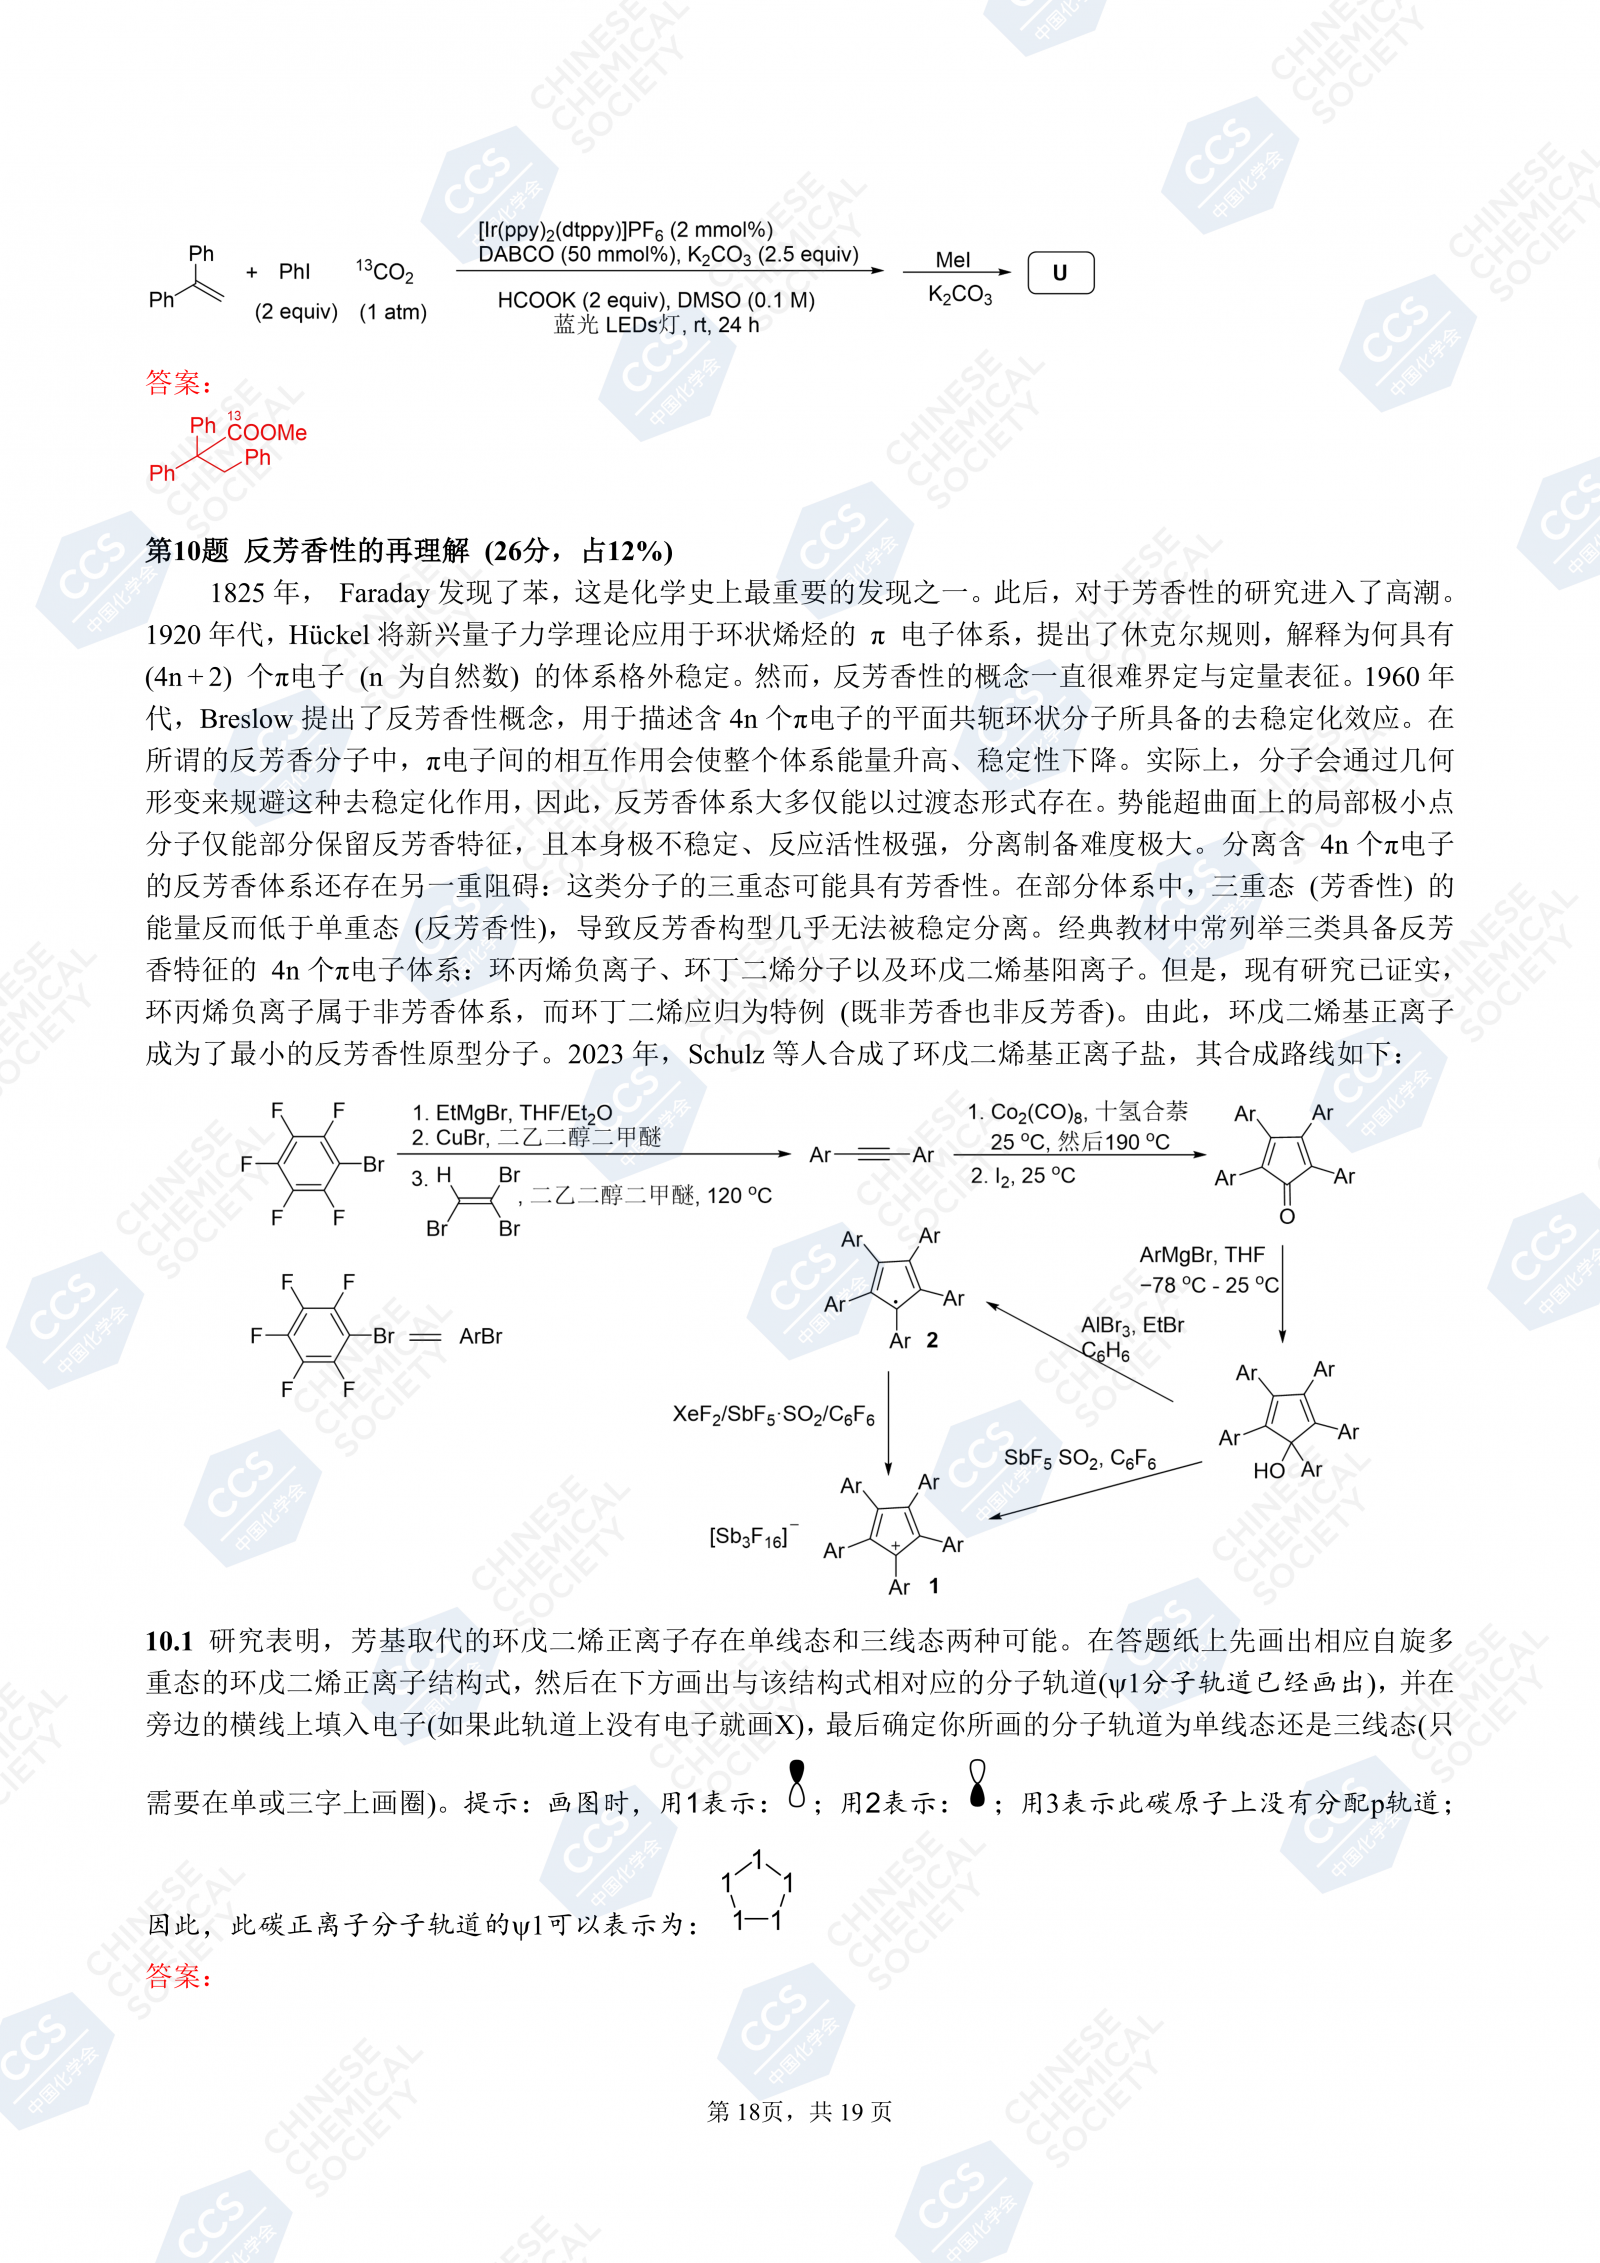 Ph
Ph
+ PhI ¹³CO₂
(2 equiv) (1 atm)
[Ir(ppy)₂(dtppy)]PF₆ (2 mmol%)
DABCO (50 mmol%), K₂CO₃ (2.5 equiv)
HCOOK (2 equiv), DMSO (0.1 M)
蓝光 LEDs灯, rt, 24 h
MeI
K₂CO₃
U
答案：
Ph ¹³COOMe
Ph
Ph
第10题 反芳香性的再理解 (26分，占12%)
1825 年， Faraday 发现了苯，这是化学史上最重要的发现之一。此后，对于芳香性的研究进入了高潮。
1920 年代，Hückel 将新兴量子力学理论应用于环状烯烃的 π 电子体系，提出了休克尔规则，解释为何具有
(4n + 2) 个π电子 (n 为自然数) 的体系格外稳定。然而，反芳香性的概念一直很难界定与定量表征。1960 年
代，Breslow 提出了反芳香性概念，用于描述含 4n 个π电子的平面共轭环状分子所具备的去稳定化效应。在
所谓的反芳香分子中，π电子间的相互作用会使整个体系能量升高、稳定性下降。实际上，分子会通过几何
形变来规避这种去稳定化作用，因此，反芳香体系大多仅能以过渡态形式存在。势能超曲面上的局部极小点
分子仅能部分保留反芳香特征，且本身极不稳定、反应活性极强，分离制备难度极大。分离含 4n 个π电子
的反芳香体系还存在另一重阻碍：这类分子的三重态可能具有芳香性。在部分体系中，三重态 (芳香性) 的
能量反而低于单重态 (反芳香性)，导致反芳香构型几乎无法被稳定分离。经典教材中常列举三类具备反芳
香特征的 4n 个π电子体系：环丙烯负离子、环丁二烯分子以及环戊二烯基阳离子。但是，现有研究已证实，
环丙烯负离子属于非芳香体系，而环丁二烯应归为特例 (既非芳香也非反芳香)。由此，环戊二烯基正离子
成为了最小的反芳香性原型分子。2023 年，Schulz 等人合成了环戊二烯基正离子盐，其合成路线如下：
F F
F Br
F F
1. EtMgBr, THF/Et₂O
2. CuBr, 二乙二醇二甲醚
3. H Br
Br Br
, 二乙二醇二甲醚, 120 ºC
Ar Ar
1. Co₂(CO)₈, 十氢合萘
25 ºC, 然后190 ºC
2. I₂, 25 ºC
Ar Ar
Ar Ar
O
ArMgBr, THF
−78 ºC - 25 ºC
Ar Ar
Ar Ar
Ar 2
AlBr₃, EtBr
C₆H₆
F F
F Br = ArBr
F F
XeF₂/SbF₅·SO₂/C₆F₆
Ar Ar
Ar Ar
HO Ar
SbF₅ SO₂, C₆F₆
[Sb₃F₁₆]⁻
Ar Ar
Ar + Ar
Ar 1
10.1 研究表明，芳基取代的环戊二烯正离子存在单线态和三线态两种可能。在答题纸上先画出相应自旋多
重态的环戊二烯正离子结构式，然后在下方画出与该结构式相对应的分子轨道(ψ1分子轨道已经画出)，并在
旁边的横线上填入电子(如果此轨道上没有电子就画X)，最后确定你所画的分子轨道为单线态还是三线态(只
需要在单或三字上画圈)。提示：画图时，用1表示： ；用2表示： ；用3表示此碳原子上没有分配p轨道；
因此，此碳正离子分子轨道的ψ1可以表示为：
1
1 1
1 1
答案：
第 18页，共 19 页
CCS
中国化学会
CHINESE
CHEMICAL
SOCIETY